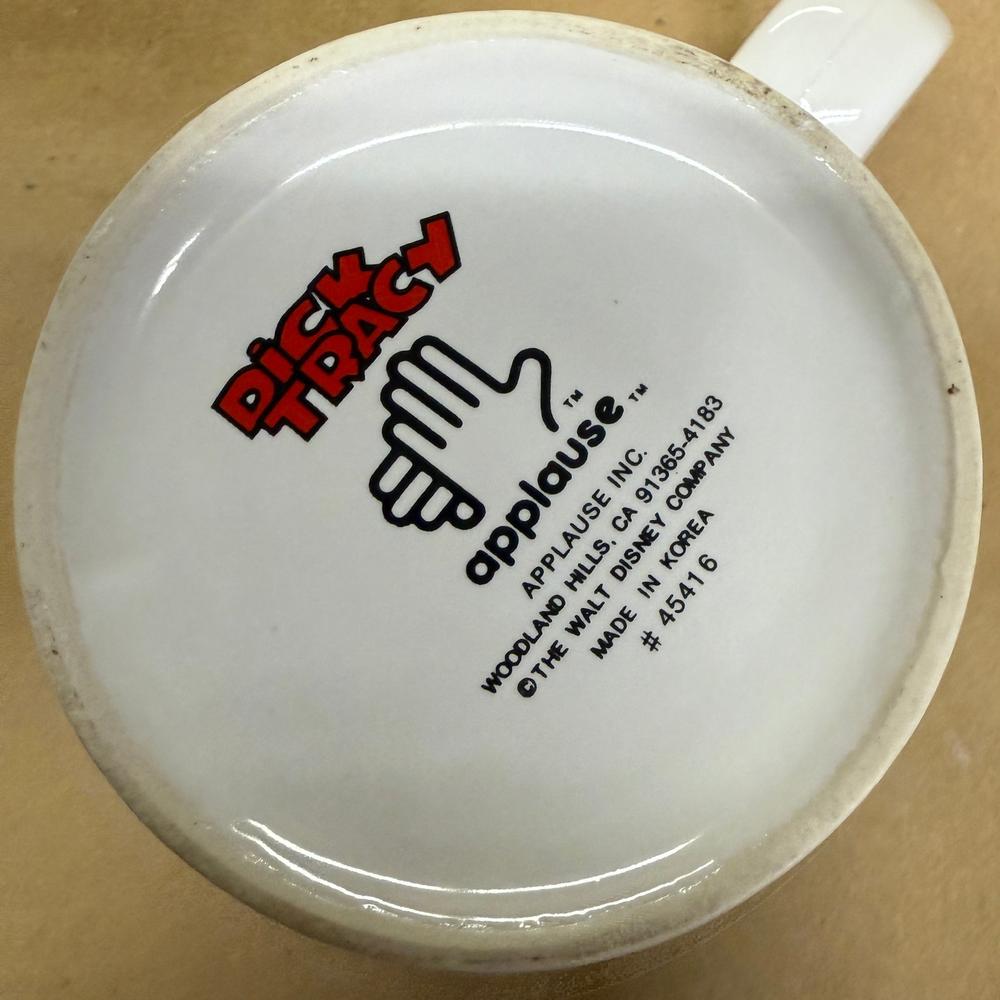 DiCK
TRACY
™
applause™
APPLAUSE INC.
WOODLAND HILLS, CA 91365-4183
©THE WALT DISNEY COMPANY
MADE IN KOREA
# 45416